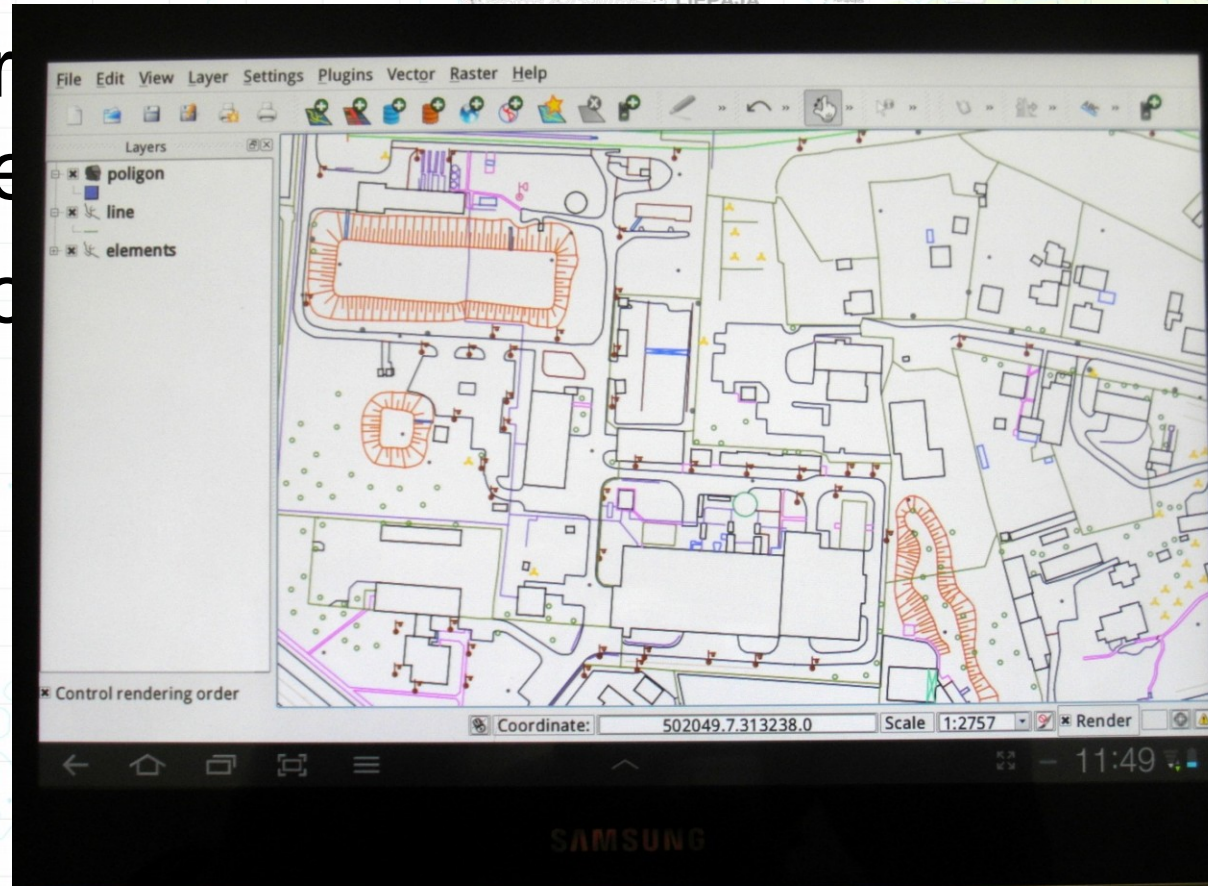 File Edit View Layer Settings Plugins Vector Raster Help
Layers
poligon
line
elements
Control rendering order
Coordinate: 502049.7,313238.0 Scale 1:2757 Render
11:49
SAMSUNG